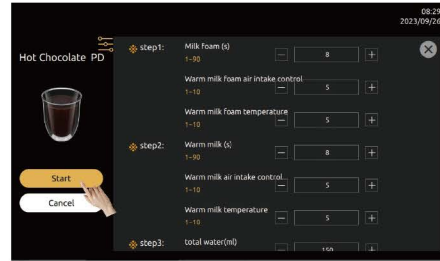 08:29
2023/09/26
Hot Chocolate PD
Start
Cancel
step1:
Milk foam (s)
1~90
8
Warm milk foam air intake control
1~10
5
Warm milk foam temperature
1~10
5
step2:
Warm milk (s)
1~90
8
Warm milk air intake control
1~10
5
Warm milk temperature
1~10
5
step3:
total water(ml)
150